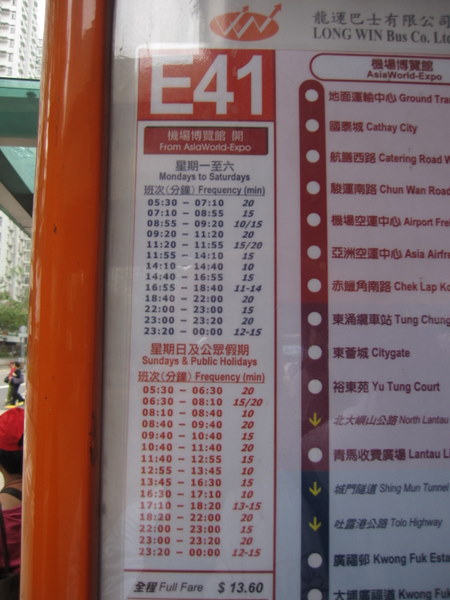 龍運巴士有限公司
LONG WIN Bus Co. Ltd
E41
機場博覽館 開
From AsiaWorld-Expo
星期一至六
Mondays to Saturdays
班次(分鐘) Frequency (min)
05:30 – 07:10 20
07:10 – 08:55 15
08:55 – 09:20 10/15
09:20 – 11:20 20
11:20 – 11:55 15/20
11:55 – 14:10 15
14:10 – 14:40 10
14:40 – 16:55 15
16:55 – 18:40 11-14
18:40 – 22:00 20
22:00 – 23:00 15
23:00 – 23:20 20
23:20 – 00:00 12-15
星期日及公眾假期
Sundays & Public Holidays
班次(分鐘) Frequency (min)
05:30 – 06:30 20
06:30 – 08:10 15/20
08:10 – 08:40 10
08:40 – 09:40 20
09:40 – 10:40 15
10:40 – 11:40 20
11:40 – 12:55 15
12:55 – 13:45 10
13:45 – 16:30 15
16:30 – 17:10 10
17:10 – 18:20 13-15
18:20 – 22:00 20
22:00 – 23:00 15
23:00 – 23:20 20
23:20 – 00:00 12-15
全程 Full Fare $ 13.60
機場博覽館
AsiaWorld-Expo
地面運輸中心 Ground Tra
國泰城 Cathay City
航膳西路 Catering Road W
駿運南路 Chun Wan Road
機場空運中心 Airport Frei
亞洲空運中心 Asia Airfre
赤鱲角南路 Chek Lap Ko
東涌纜車站 Tung Chung
東薈城 Citygate
裕東苑 Yu Tung Court
北大嶼山公路 North Lantau
青馬收費廣場 Lantau Li
城門隧道 Shing Mun Tunnel
吐露港公路 Tolo Highway
廣福邨 Kwong Fuk Esta
大埔廣福道 Kwong Fuk